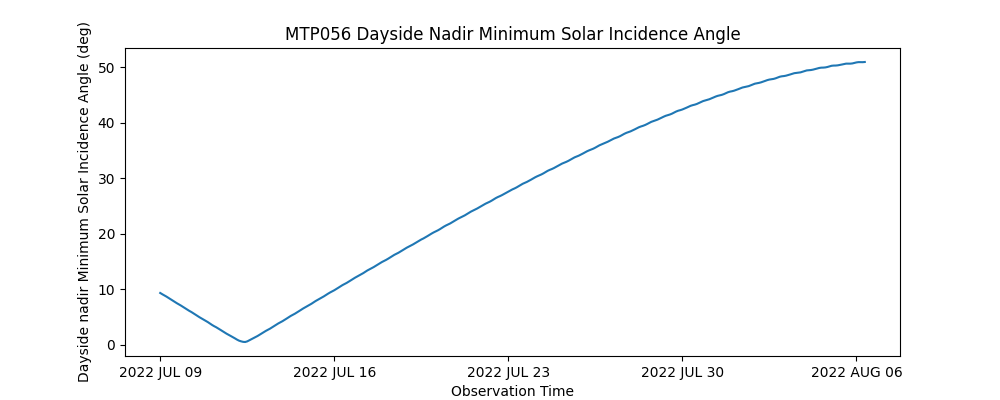 MTP056 Dayside Nadir Minimum Solar Incidence Angle
Dayside nadir Minimum Solar Incidence Angle (deg)
50
40
30
20
10
0
2022 JUL 09
2022 JUL 16
2022 JUL 23
2022 JUL 30
2022 AUG 06
Observation Time